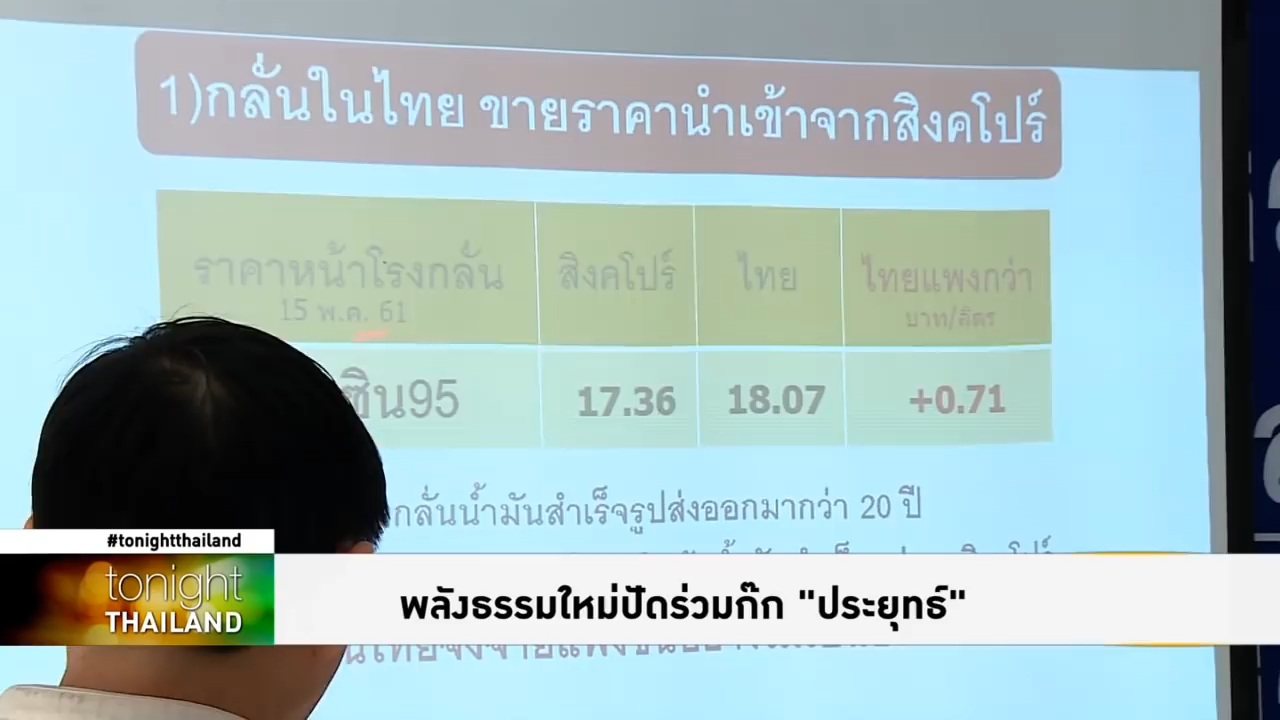 1)กลั่นในไทย ขายราคานำเข้าจากสิงคโปร์
ราคาหน้าโรงกลั่น
15 พ.ค. 61
สิงคโปร์
ไทย
ไทยแพงกว่า
บาท/ลิตร
ซิน95
17.36
18.07
+0.71
กลั่นน้ำมันสำเร็จรูปส่งออกมากว่า 20 ปี
#tonightthailand
tonight
THAILAND
พลังธรรมใหม่ปัดร่วมก๊ก "ประยุทธ์"